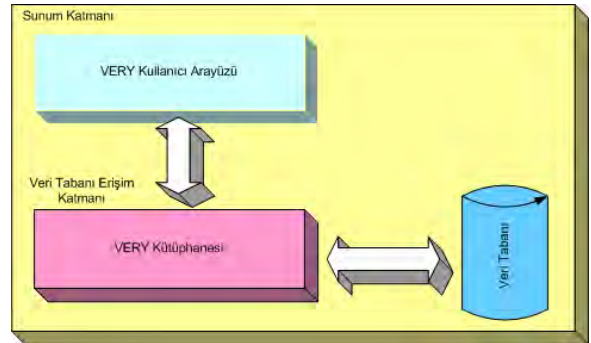 Sunum Katmanı
VERY Kullanıcı Arayüzü
Veri Tabanı Erişim
Katmanı
VERY Kütüphanesi
Veri Tabanı